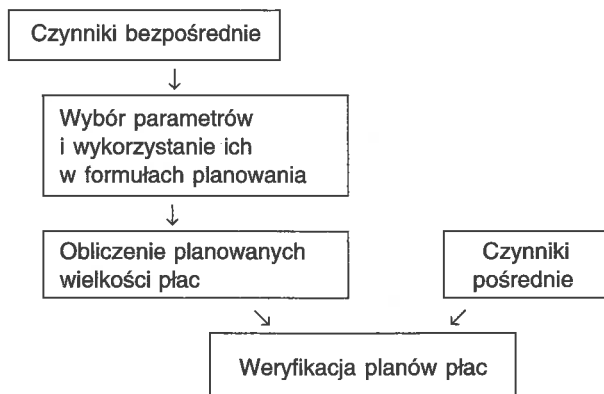 Czynniki bezpośrednie
Wybór parametrów
i wykorzystanie ich
w formułach planowania
Obliczenie planowanych
wielkości płac
Czynniki
pośrednie
Weryfikacja planów płac